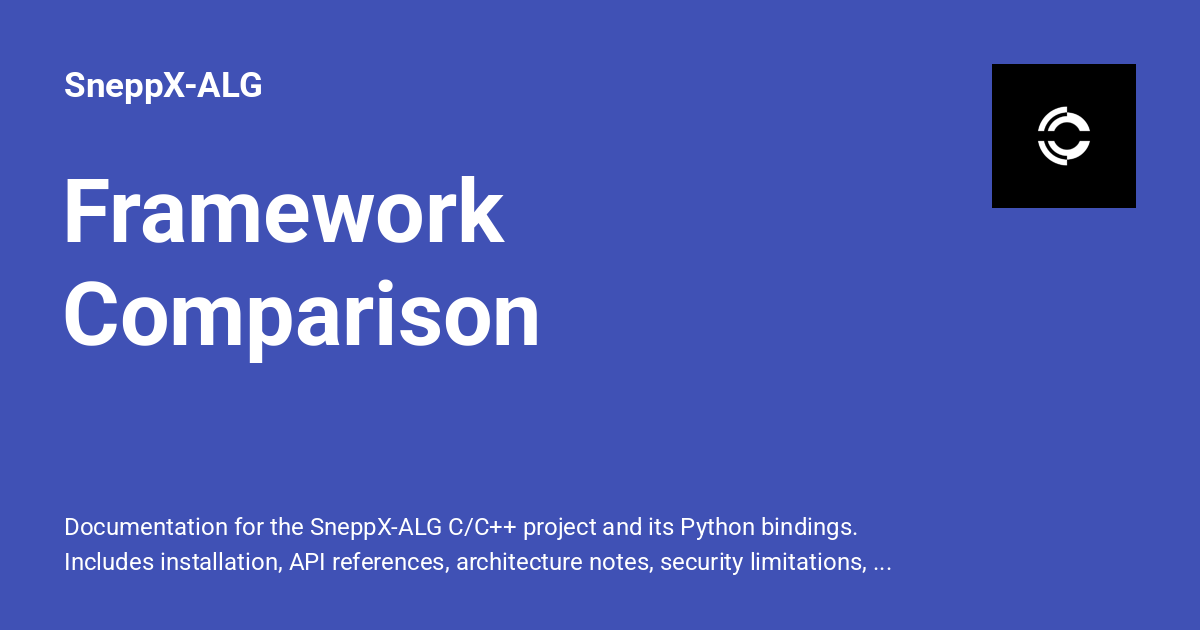 SneppX-ALG
Framework
Comparison
Documentation for the SneppX-ALG C/C++ project and its Python bindings.
Includes installation, API references, architecture notes, security limitations, ...